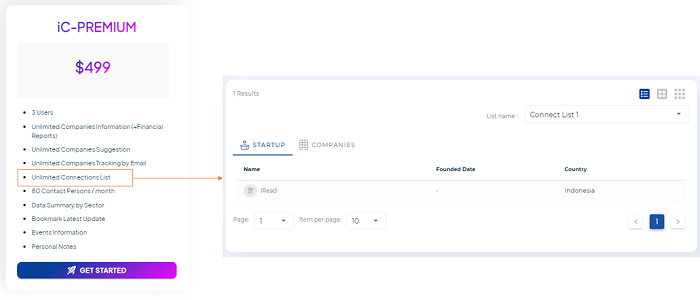 iC-PREMIUM
$499
3 Users
Unlimited Companies Information (+Financial
Reports)
Unlimited Companies Suggestion
Unlimited Companies Tracking by Email
Unlimited Connections List
80 Contact Persons / month
Data Summary by Sector
Bookmark Latest Update
Events Information
Personal Notes
GET STARTED
1 Results
List name :
Connect List 1
STARTUP
COMPANIES
Name
Founded Date
Country
iRead
-
Indonesia
Page:
1
Item per page:
10
1